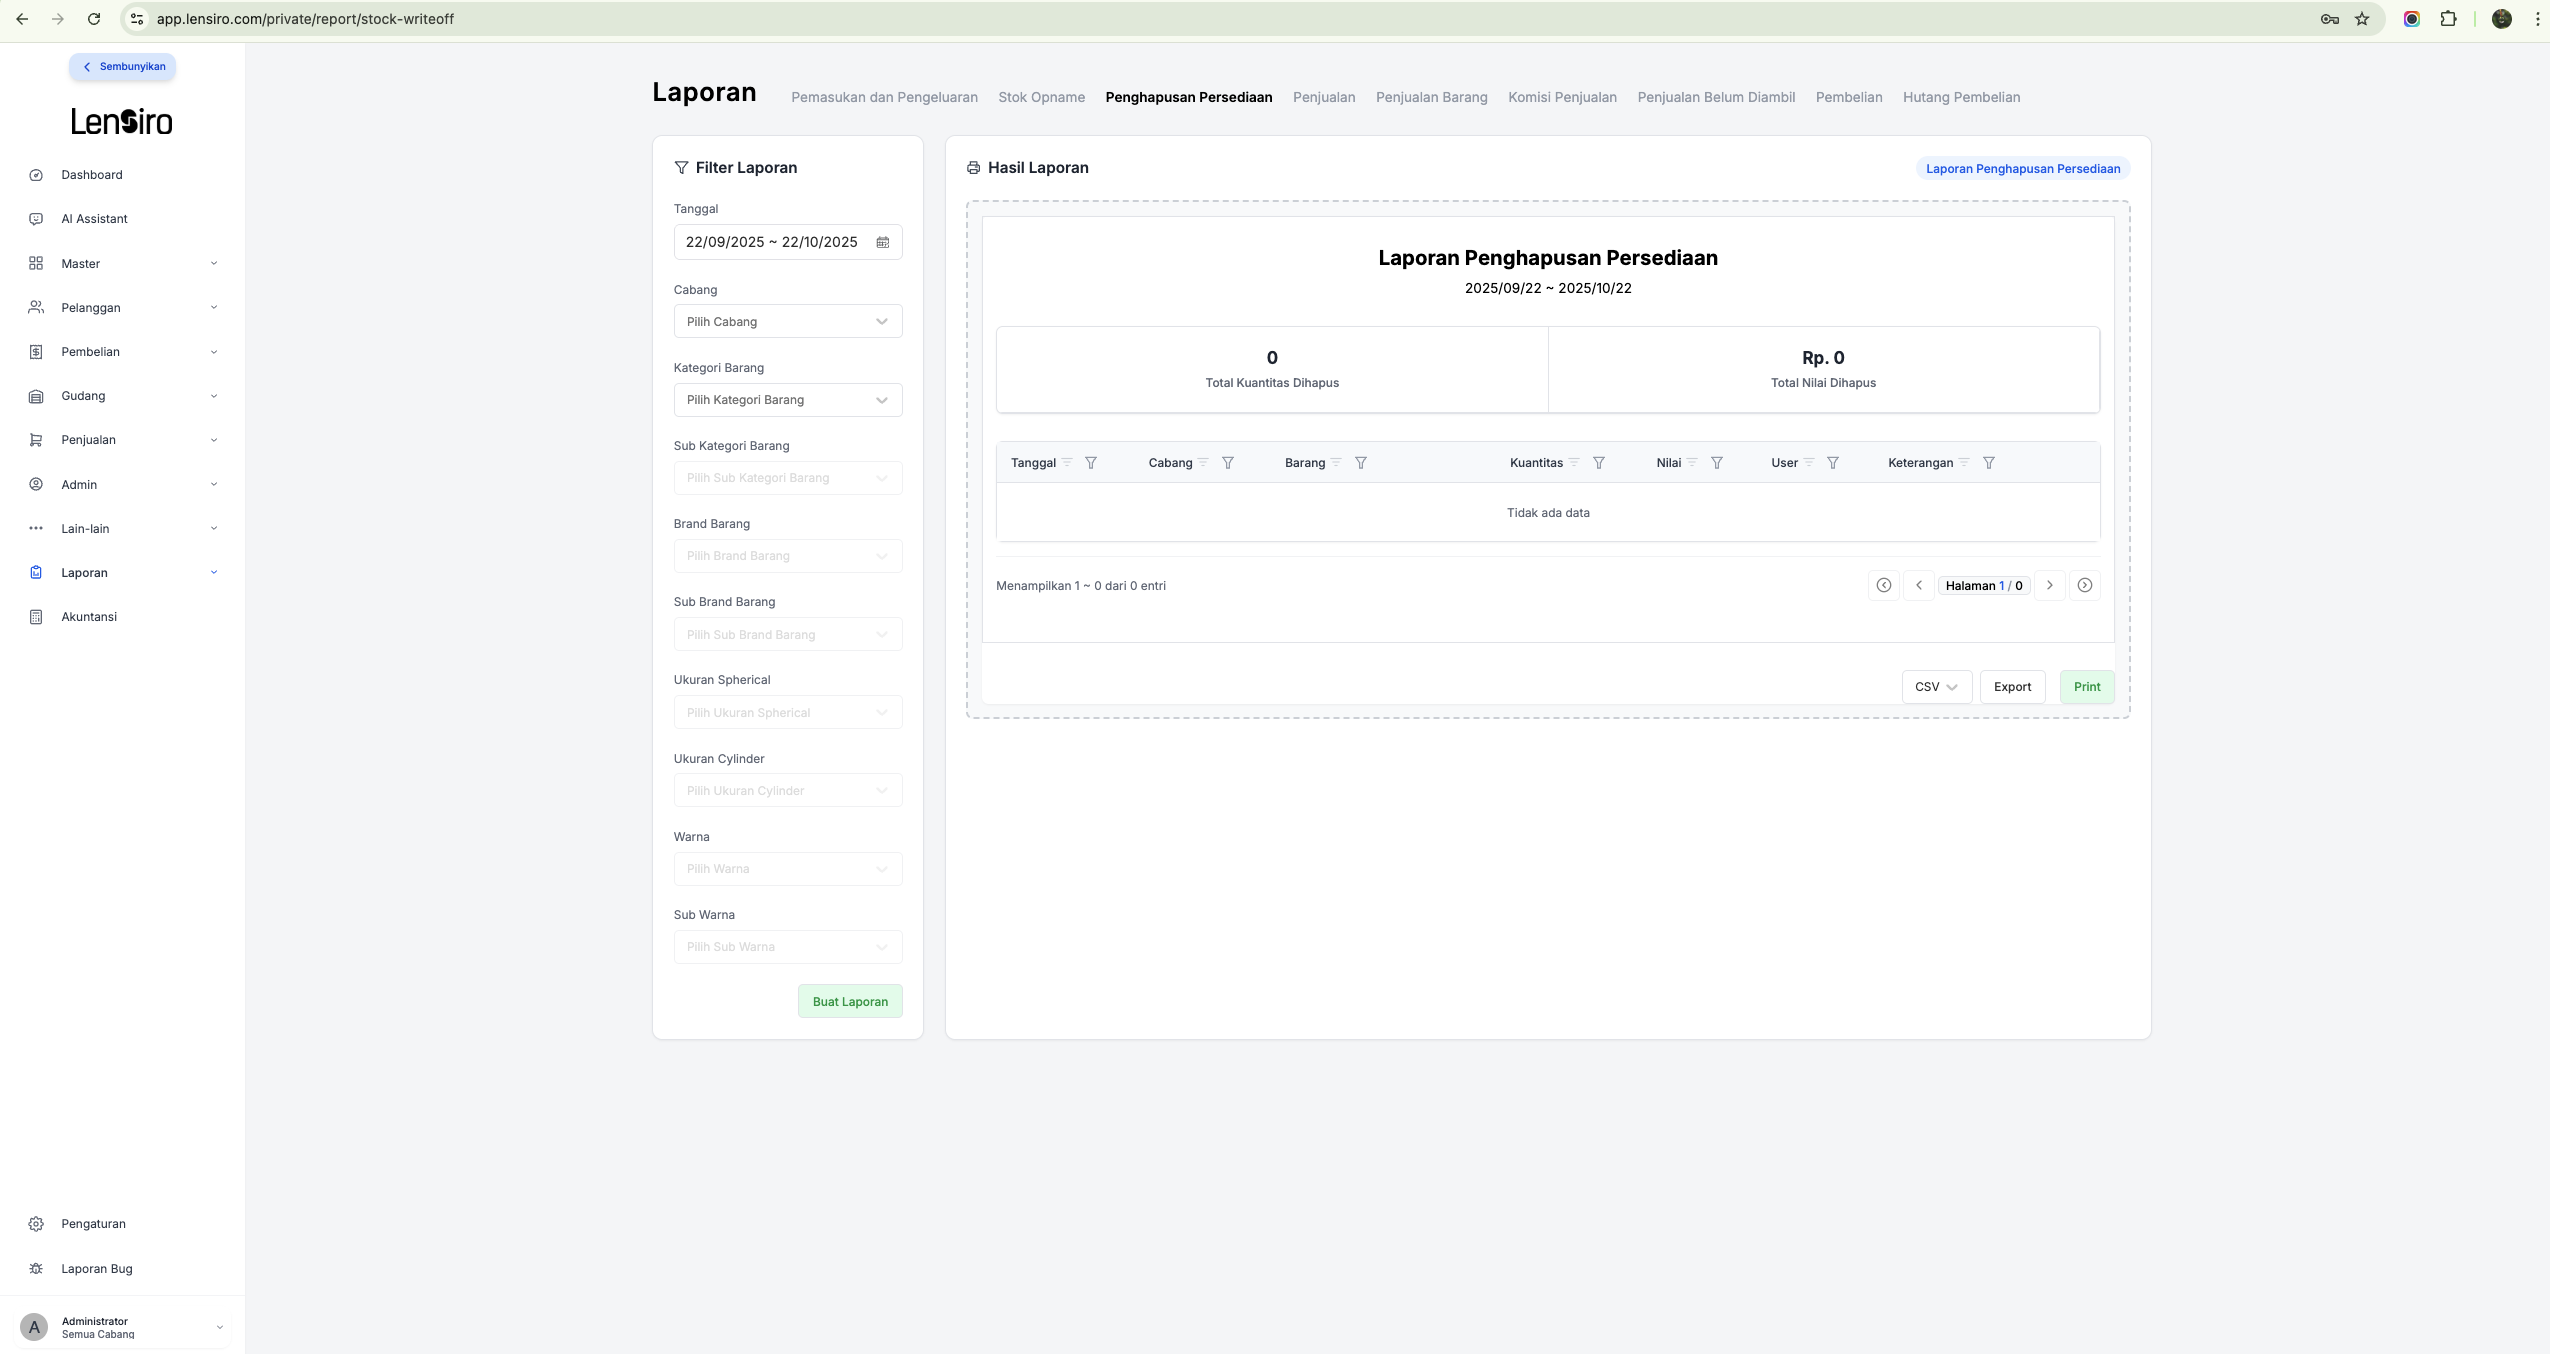 app.lensiro.com/private/report/stock-writeoff
Sembunyikan
LenSiro
Dashboard
AI Assistant
Master
Pelanggan
Pembelian
Gudang
Penjualan
Admin
Lain-lain
Laporan
Akuntansi
Pengaturan
Laporan Bug
A
Administrator
Semua Cabang
Laporan
Pemasukan dan Pengeluaran
Stok Opname
Penghapusan Persediaan
Penjualan
Penjualan Barang
Komisi Penjualan
Penjualan Belum Diambil
Pembelian
Hutang Pembelian
Filter Laporan
Tanggal
22/09/2025 ~ 22/10/2025
Cabang
Pilih Cabang
Kategori Barang
Pilih Kategori Barang
Sub Kategori Barang
Pilih Sub Kategori Barang
Brand Barang
Pilih Brand Barang
Sub Brand Barang
Pilih Sub Brand Barang
Ukuran Spherical
Pilih Ukuran Spherical
Ukuran Cylinder
Pilih Ukuran Cylinder
Warna
Pilih Warna
Sub Warna
Pilih Sub Warna
Buat Laporan
Hasil Laporan
Laporan Penghapusan Persediaan
Laporan Penghapusan Persediaan
2025/09/22 ~ 2025/10/22
0
Total Kuantitas Dihapus
Rp. 0
Total Nilai Dihapus
Tanggal Cabang Barang Kuantitas Nilai User Keterangan
Tidak ada data
Menampilkan 1 ~ 0 dari 0 entri
Halaman 1 / 0
CSV
Export
Print